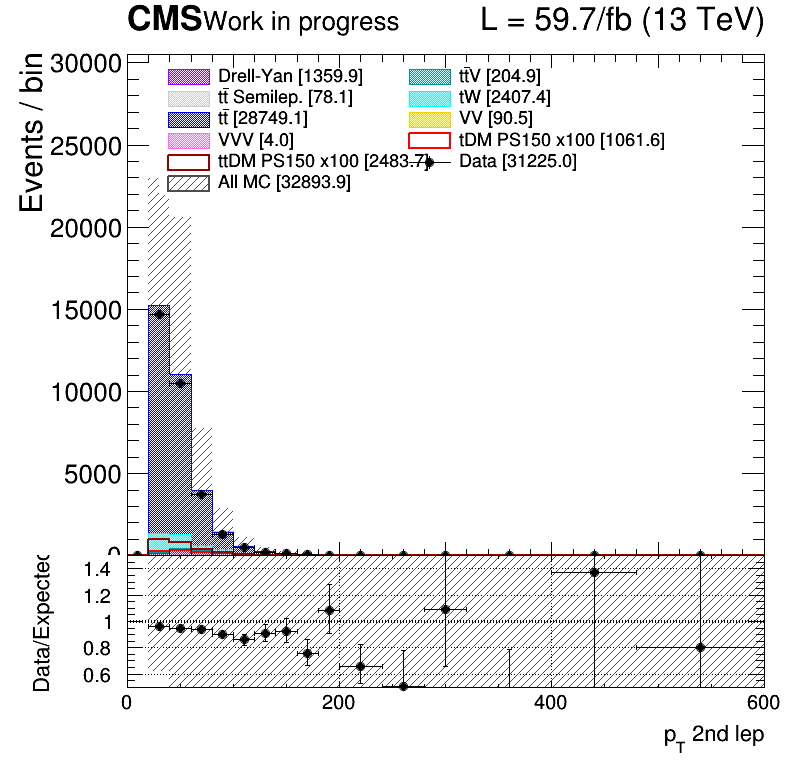 CMS Work in progress L = 59.7/fb (13 TeV)
Events / bin
30000
25000
20000
15000
10000
5000
0
Drell-Yan [1359.9] tt̄V [204.9]
tt̄ Semilep. [78.1] tW [2407.4]
tt̄ [28749.1] VV [90.5]
VVV [4.0] tDM PS150 x100 [1061.6]
ttDM PS150 x100 [2483.7] Data [31225.0]
All MC [32893.9]
Data/Expected
1.4
1.2
1
0.8
0.6
0 200 400 600
p_T 2nd lep